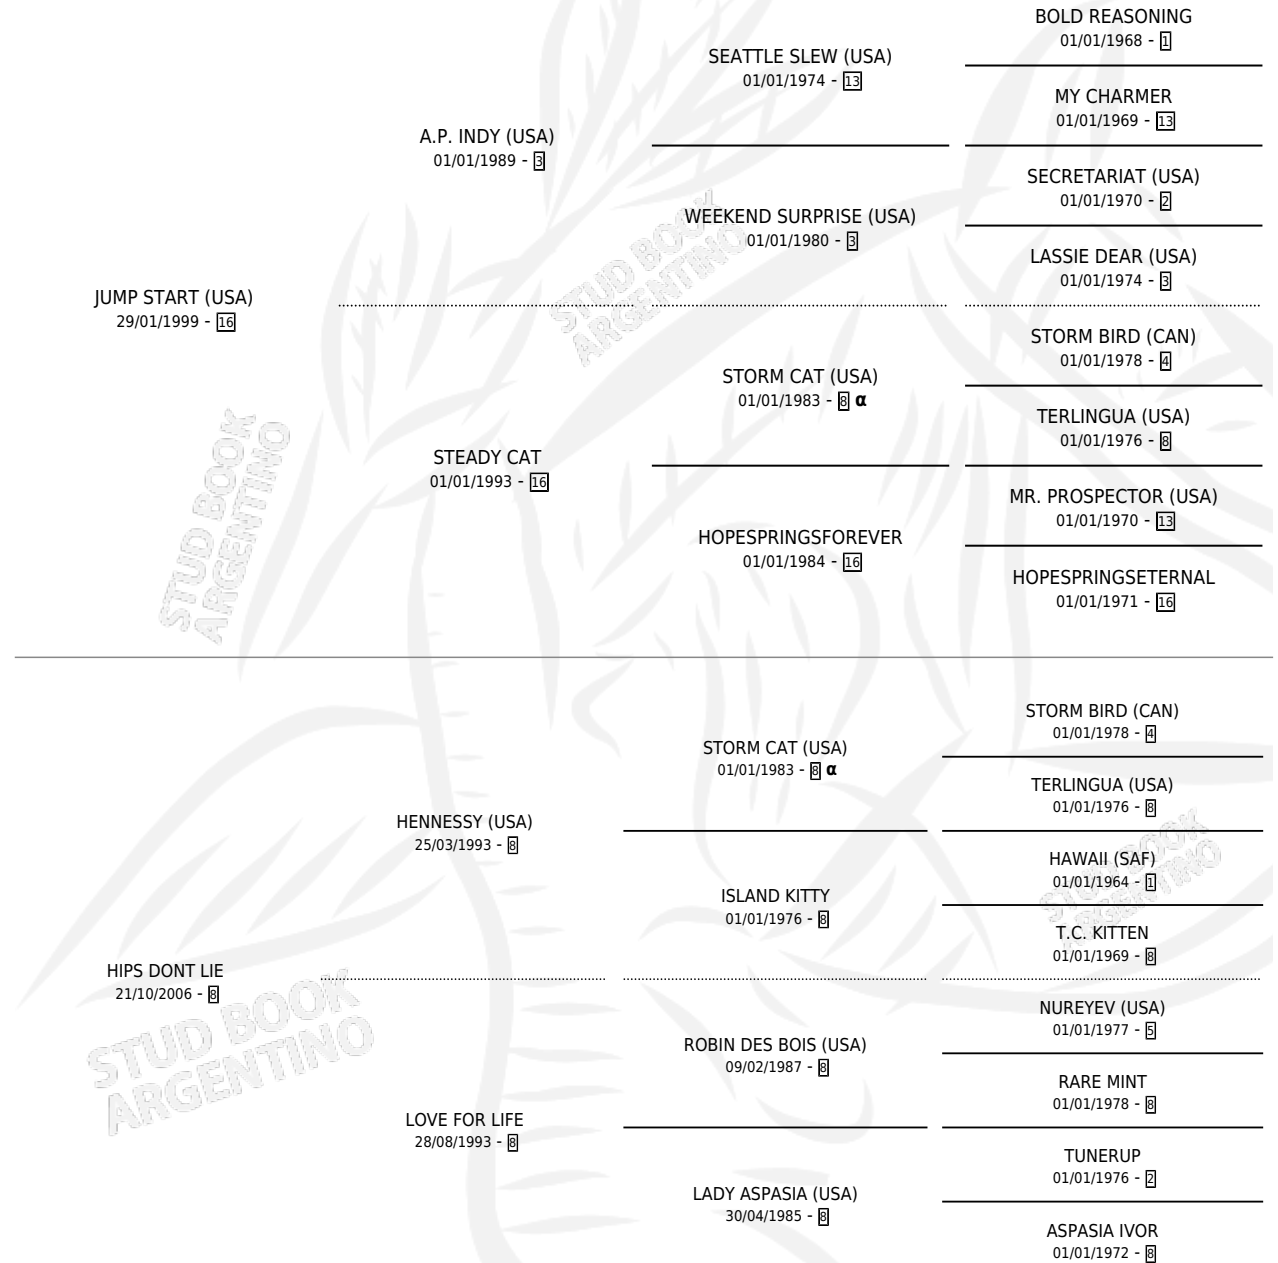 BOLD REASONING
01/01/1968 - 1
SEATTLE SLEW (USA)
01/01/1974 - 13
MY CHARMER
01/01/1969 - 13
A.P. INDY (USA)
01/01/1989 - 3
SECRETARIAT (USA)
01/01/1970 - 2
WEEKEND SURPRISE (USA)
01/01/1980 - 3
LASSIE DEAR (USA)
01/01/1974 - 3
JUMP START (USA)
29/01/1999 - 16
STORM BIRD (CAN)
01/01/1978 - 4
STORM CAT (USA)
01/01/1983 - 8 α
TERLINGUA (USA)
01/01/1976 - 8
STEADY CAT
01/01/1993 - 16
MR. PROSPECTOR (USA)
01/01/1970 - 13
HOPESPRINGSFOREVER
01/01/1984 - 16
HOPESPRINGSETERNAL
01/01/1971 - 16
STORM BIRD (CAN)
01/01/1978 - 4
STORM CAT (USA)
01/01/1983 - 8 α
TERLINGUA (USA)
01/01/1976 - 8
HENNESSY (USA)
25/03/1993 - 8
HAWAII (SAF)
01/01/1964 - 1
ISLAND KITTY
01/01/1976 - 8
T.C. KITTEN
01/01/1969 - 8
HIPS DONT LIE
21/10/2006 - 8
NUREYEV (USA)
01/01/1977 - 5
ROBIN DES BOIS (USA)
09/02/1987 - 8
RARE MINT
01/01/1978 - 8
LOVE FOR LIFE
28/08/1993 - 8
TUNERUP
01/01/1976 - 2
LADY ASPASIA (USA)
30/04/1985 - 8
ASPASIA IVOR
01/01/1972 - 8
STUD BOOK
ARGENTINO
STUD BOOK
ARGENTINO
STUD BOOK
ARGENTINO
STUD BOOK
ARGENTINO